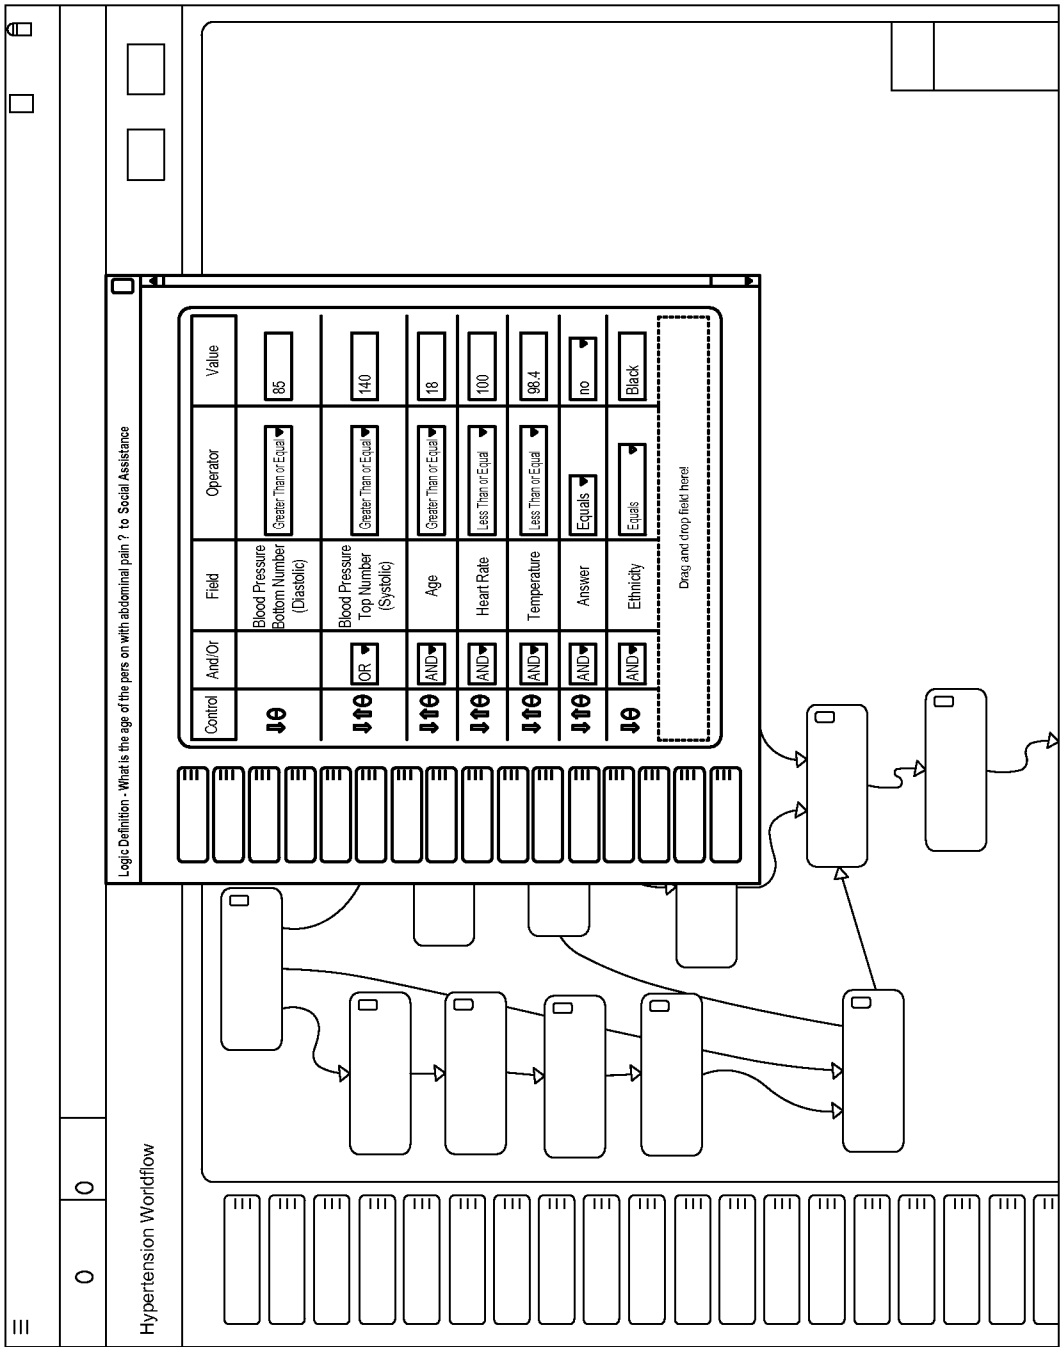 Hypertension Worldflow
Logic Definition - What is the age of the pers on with abdominal pain ? to Social Assistance
Control And/Or Field Operator Value
Blood Pressure
Bottom Number
(Diastolic)
Greater Than or Equal 85
OR
Blood Pressure
Top Number
(Systolic)
Greater Than or Equal 140
AND Age Greater Than or Equal 18
AND Heart Rate Less Than or Equal 100
AND Temperature Less Than or Equal 98.4
AND Answer Equals no
AND Ethnicity Equals Black
Drag and drop field here!